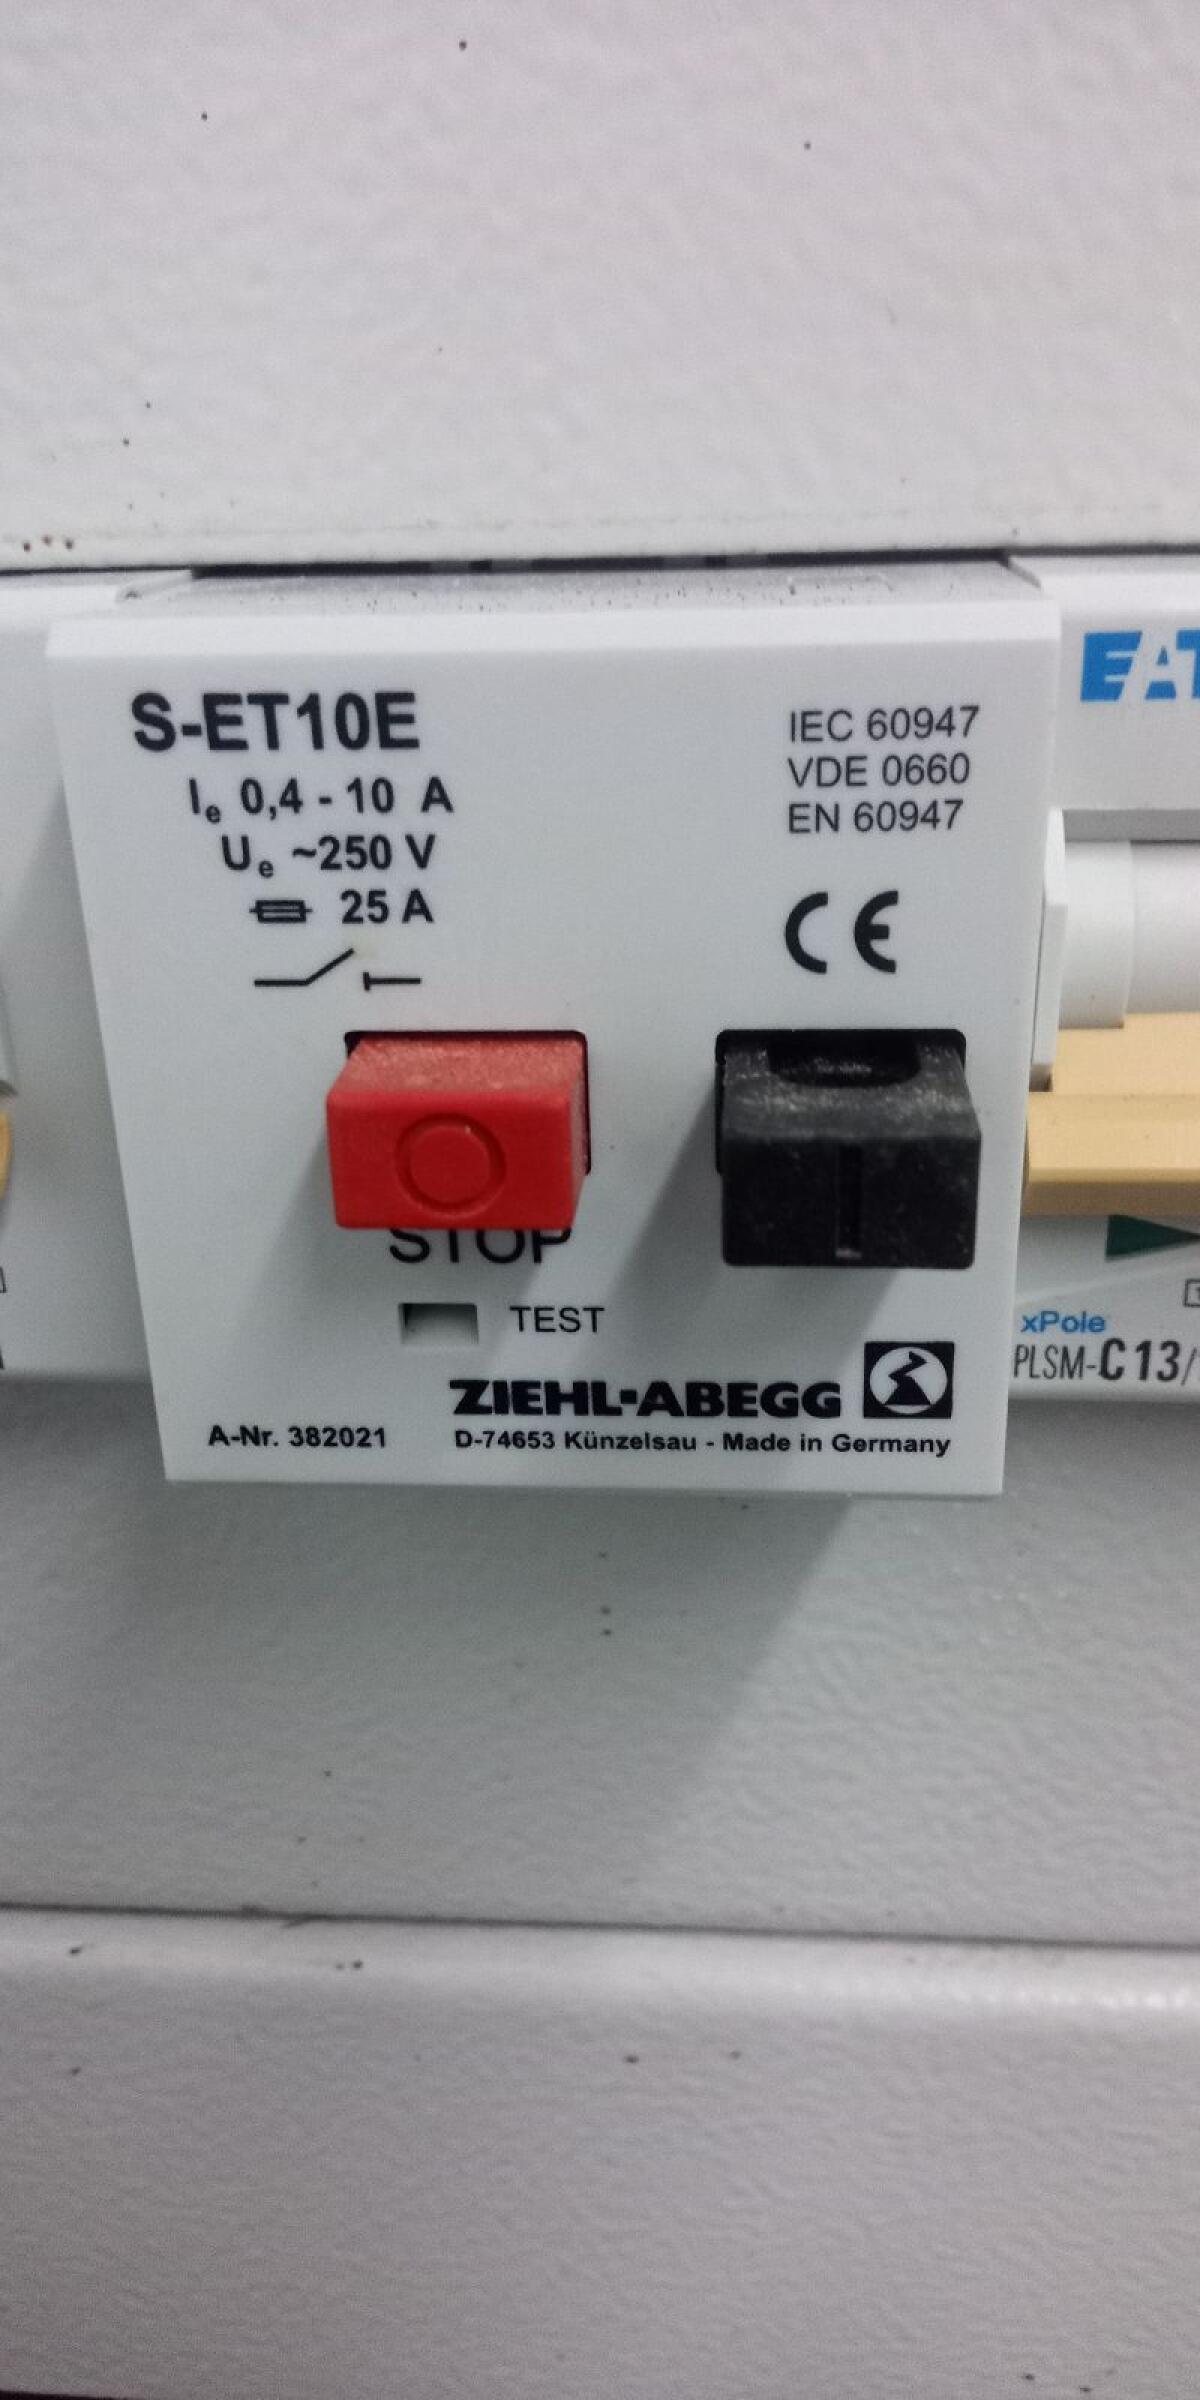 S-ET10E
Ie 0,4 - 10 A
Ue ~250 V
25 A
IEC 60947
VDE 0660
EN 60947
CE
STOP
TEST
ZIEHL-ABEGG
A-Nr. 382021
D-74653 Künzelsau - Made in Germany
EAT
xPole
PLSM-C13/